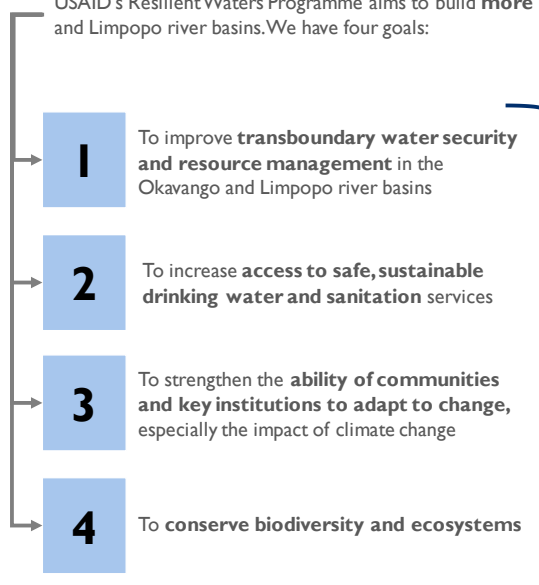 USAID's Resilient Waters Programme aims to build more
and Limpopo river basins. We have four goals:
1
To improve transboundary water security
and resource management in the
Okavango and Limpopo river basins
2
To increase access to safe, sustainable
drinking water and sanitation services
3
To strengthen the ability of communities
and key institutions to adapt to change,
especially the impact of climate change
4
To conserve biodiversity and ecosystems